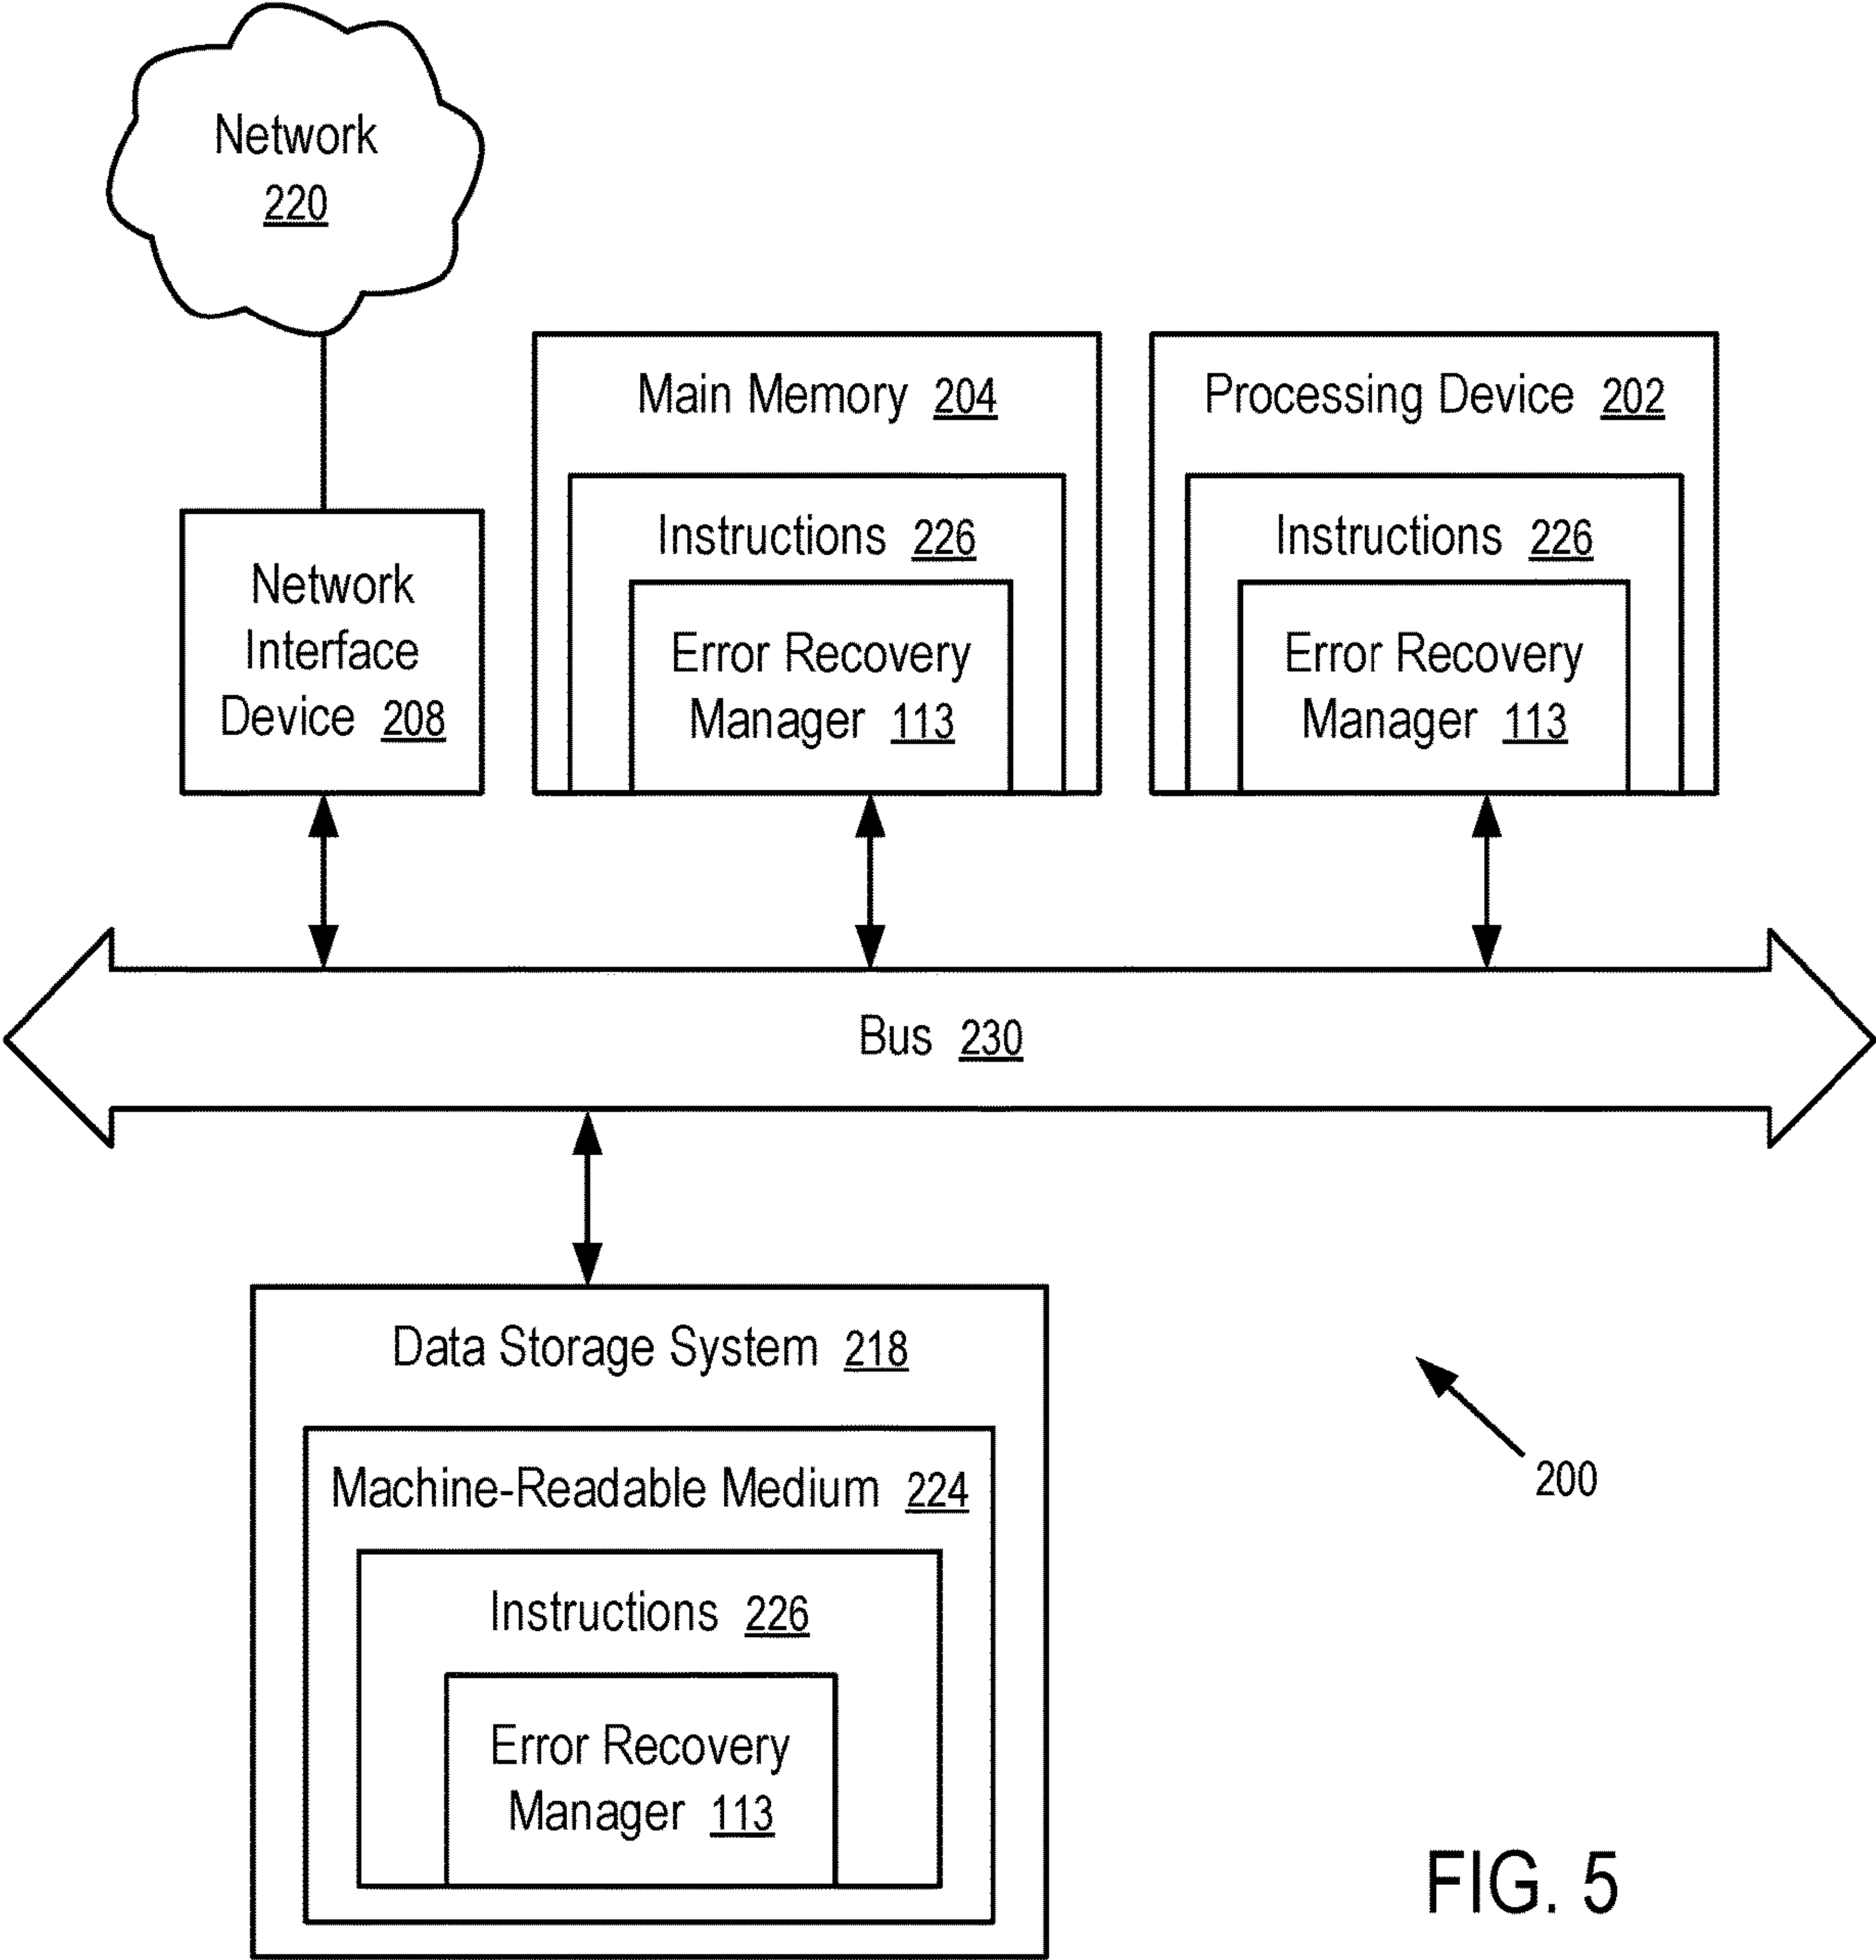 Network
220
Main Memory 204
Instructions 226
Error Recovery
Manager 113
Processing Device 202
Instructions 226
Error Recovery
Manager 113
Network
Interface
Device 208
Bus 230
Data Storage System 218
Machine-Readable Medium 224
Instructions 226
Error Recovery
Manager 113
200
FIG. 5